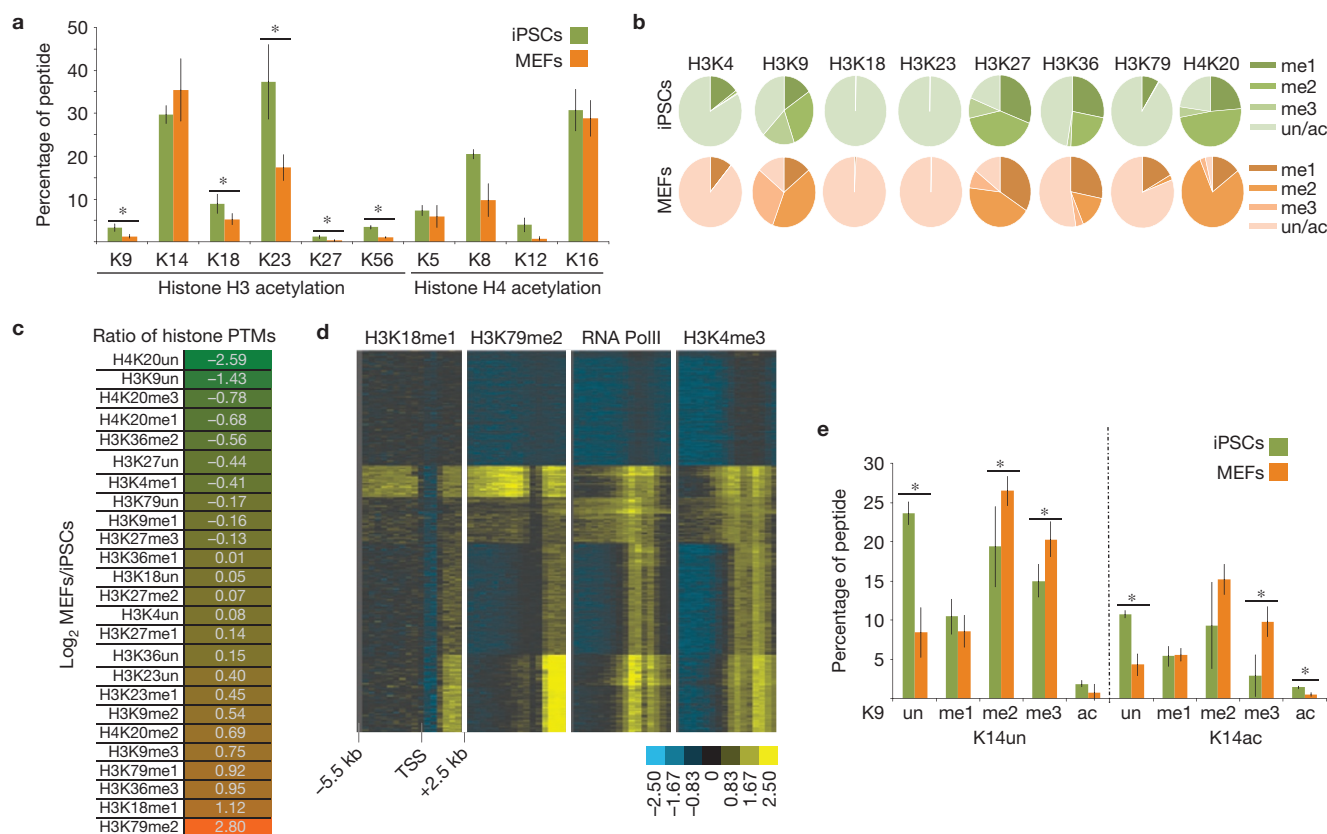 a
Percentage of peptide
50
40
30
20
10
iPSCs
MEFs
*
*
*
*
*
K9 K14 K18 K23 K27 K56 K5 K8 K12 K16
Histone H3 acetylation Histone H4 acetylation
b
H3K4 H3K9 H3K18 H3K23 H3K27 H3K36 H3K79 H4K20
iPSCs
me1
me2
me3
un/ac
MEFs
me1
me2
me3
un/ac
c
Ratio of histone PTMs
Log2 MEFs/iPSCs
H4K20un −2.59
H3K9un −1.43
H4K20me3 −0.78
H4K20me1 −0.68
H3K36me2 −0.56
H3K27un −0.44
H3K4me1 −0.41
H3K79un −0.17
H3K9me1 −0.16
H3K27me3 −0.13
H3K36me1 0.01
H3K18un 0.05
H3K27me2 0.07
H3K4un 0.08
H3K27me1 0.14
H3K36un 0.15
H3K23un 0.40
H3K23me1 0.45
H3K9me2 0.54
H4K20me2 0.69
H3K9me3 0.75
H3K79me1 0.92
H3K36me3 0.95
H3K18me1 1.12
H3K79me2 2.80
d
H3K18me1 H3K79me2 RNA PolII H3K4me3
−5.5 kb
TSS
+2.5 kb
−2.50
−1.67
−0.83
0
0.83
1.67
2.50
e
iPSCs
MEFs
Percentage of peptide
30
25
20
15
10
5
*
*
*
*
*
*
K9 un me1 me2 me3 ac un me1 me2 me3 ac
K14un K14ac